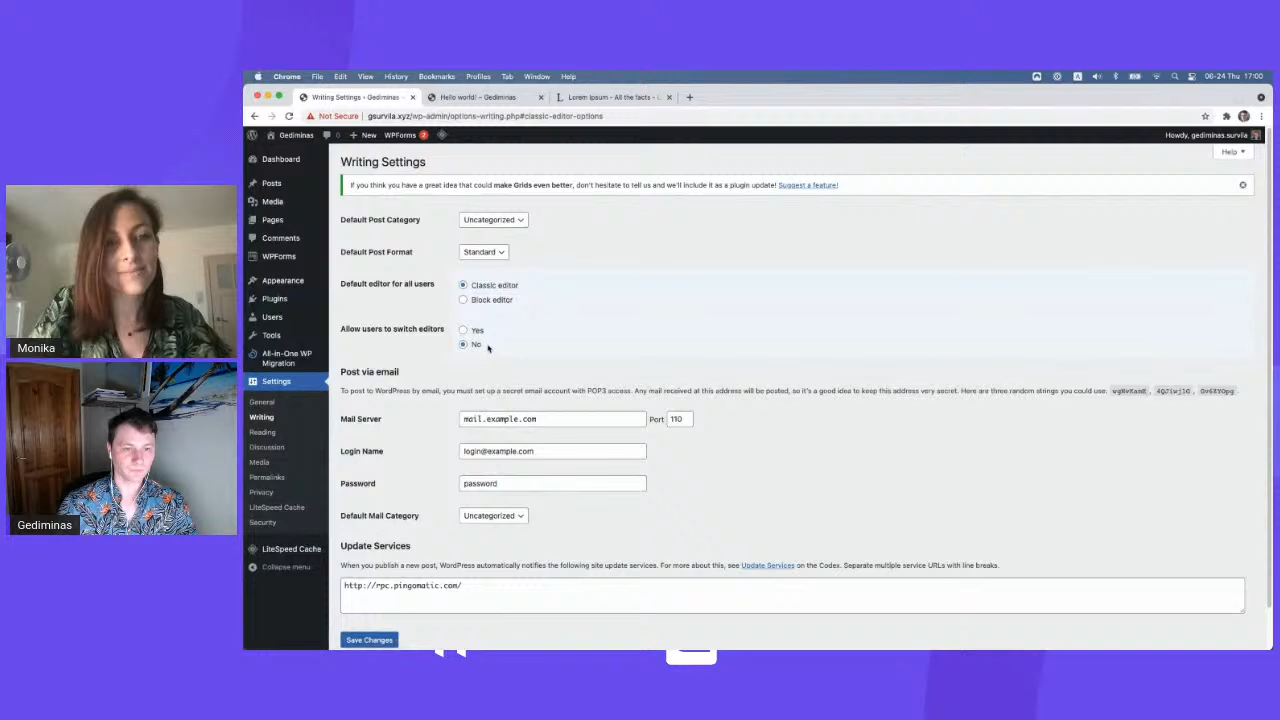 Chrome File Edit View History Bookmarks Profiles Tab Window Help
06-24 Thu 17:00
Writing Settings ‹ Gediminas —
Hello world! – Gediminas
Lorem Ipsum - All the facts -
Not Secure
gsurvila.xyz/wp-admin/options-writing.php#classic-editor-options
Gediminas 0 New WPForms 2
Howdy, gediminas.survila
Dashboard
Posts
Media
Pages
Comments
WPForms
Appearance
Plugins
Users
Tools
All-in-One WP
Migration
Settings
General
Writing
Reading
Discussion
Media
Permalinks
Privacy
LiteSpeed Cache
Security
LiteSpeed Cache
Collapse menu
Help
Writing Settings
If you think you have a great idea that could make Grids even better, don't hesitate to tell us and we'll include it as a plugin update! Suggest a feature!
Default Post Category Uncategorized
Default Post Format Standard
Default editor for all users Classic editor
Block editor
Allow users to switch editors Yes
No
Post via email
To post to WordPress by email, you must set up a secret email account with POP3 access. Any mail received at this address will be posted, so it's a good idea to keep this address very secret. Here are three random strings you could use:
Mail Server mail.example.com Port 110
Login Name login@example.com
Password password
Default Mail Category Uncategorized
Update Services
When you publish a new post, WordPress automatically notifies the following site update services. For more about this, see Update Services on the Codex. Separate multiple service URLs with line breaks.
http://rpc.pingomatic.com/
Save Changes
Monika
Gediminas